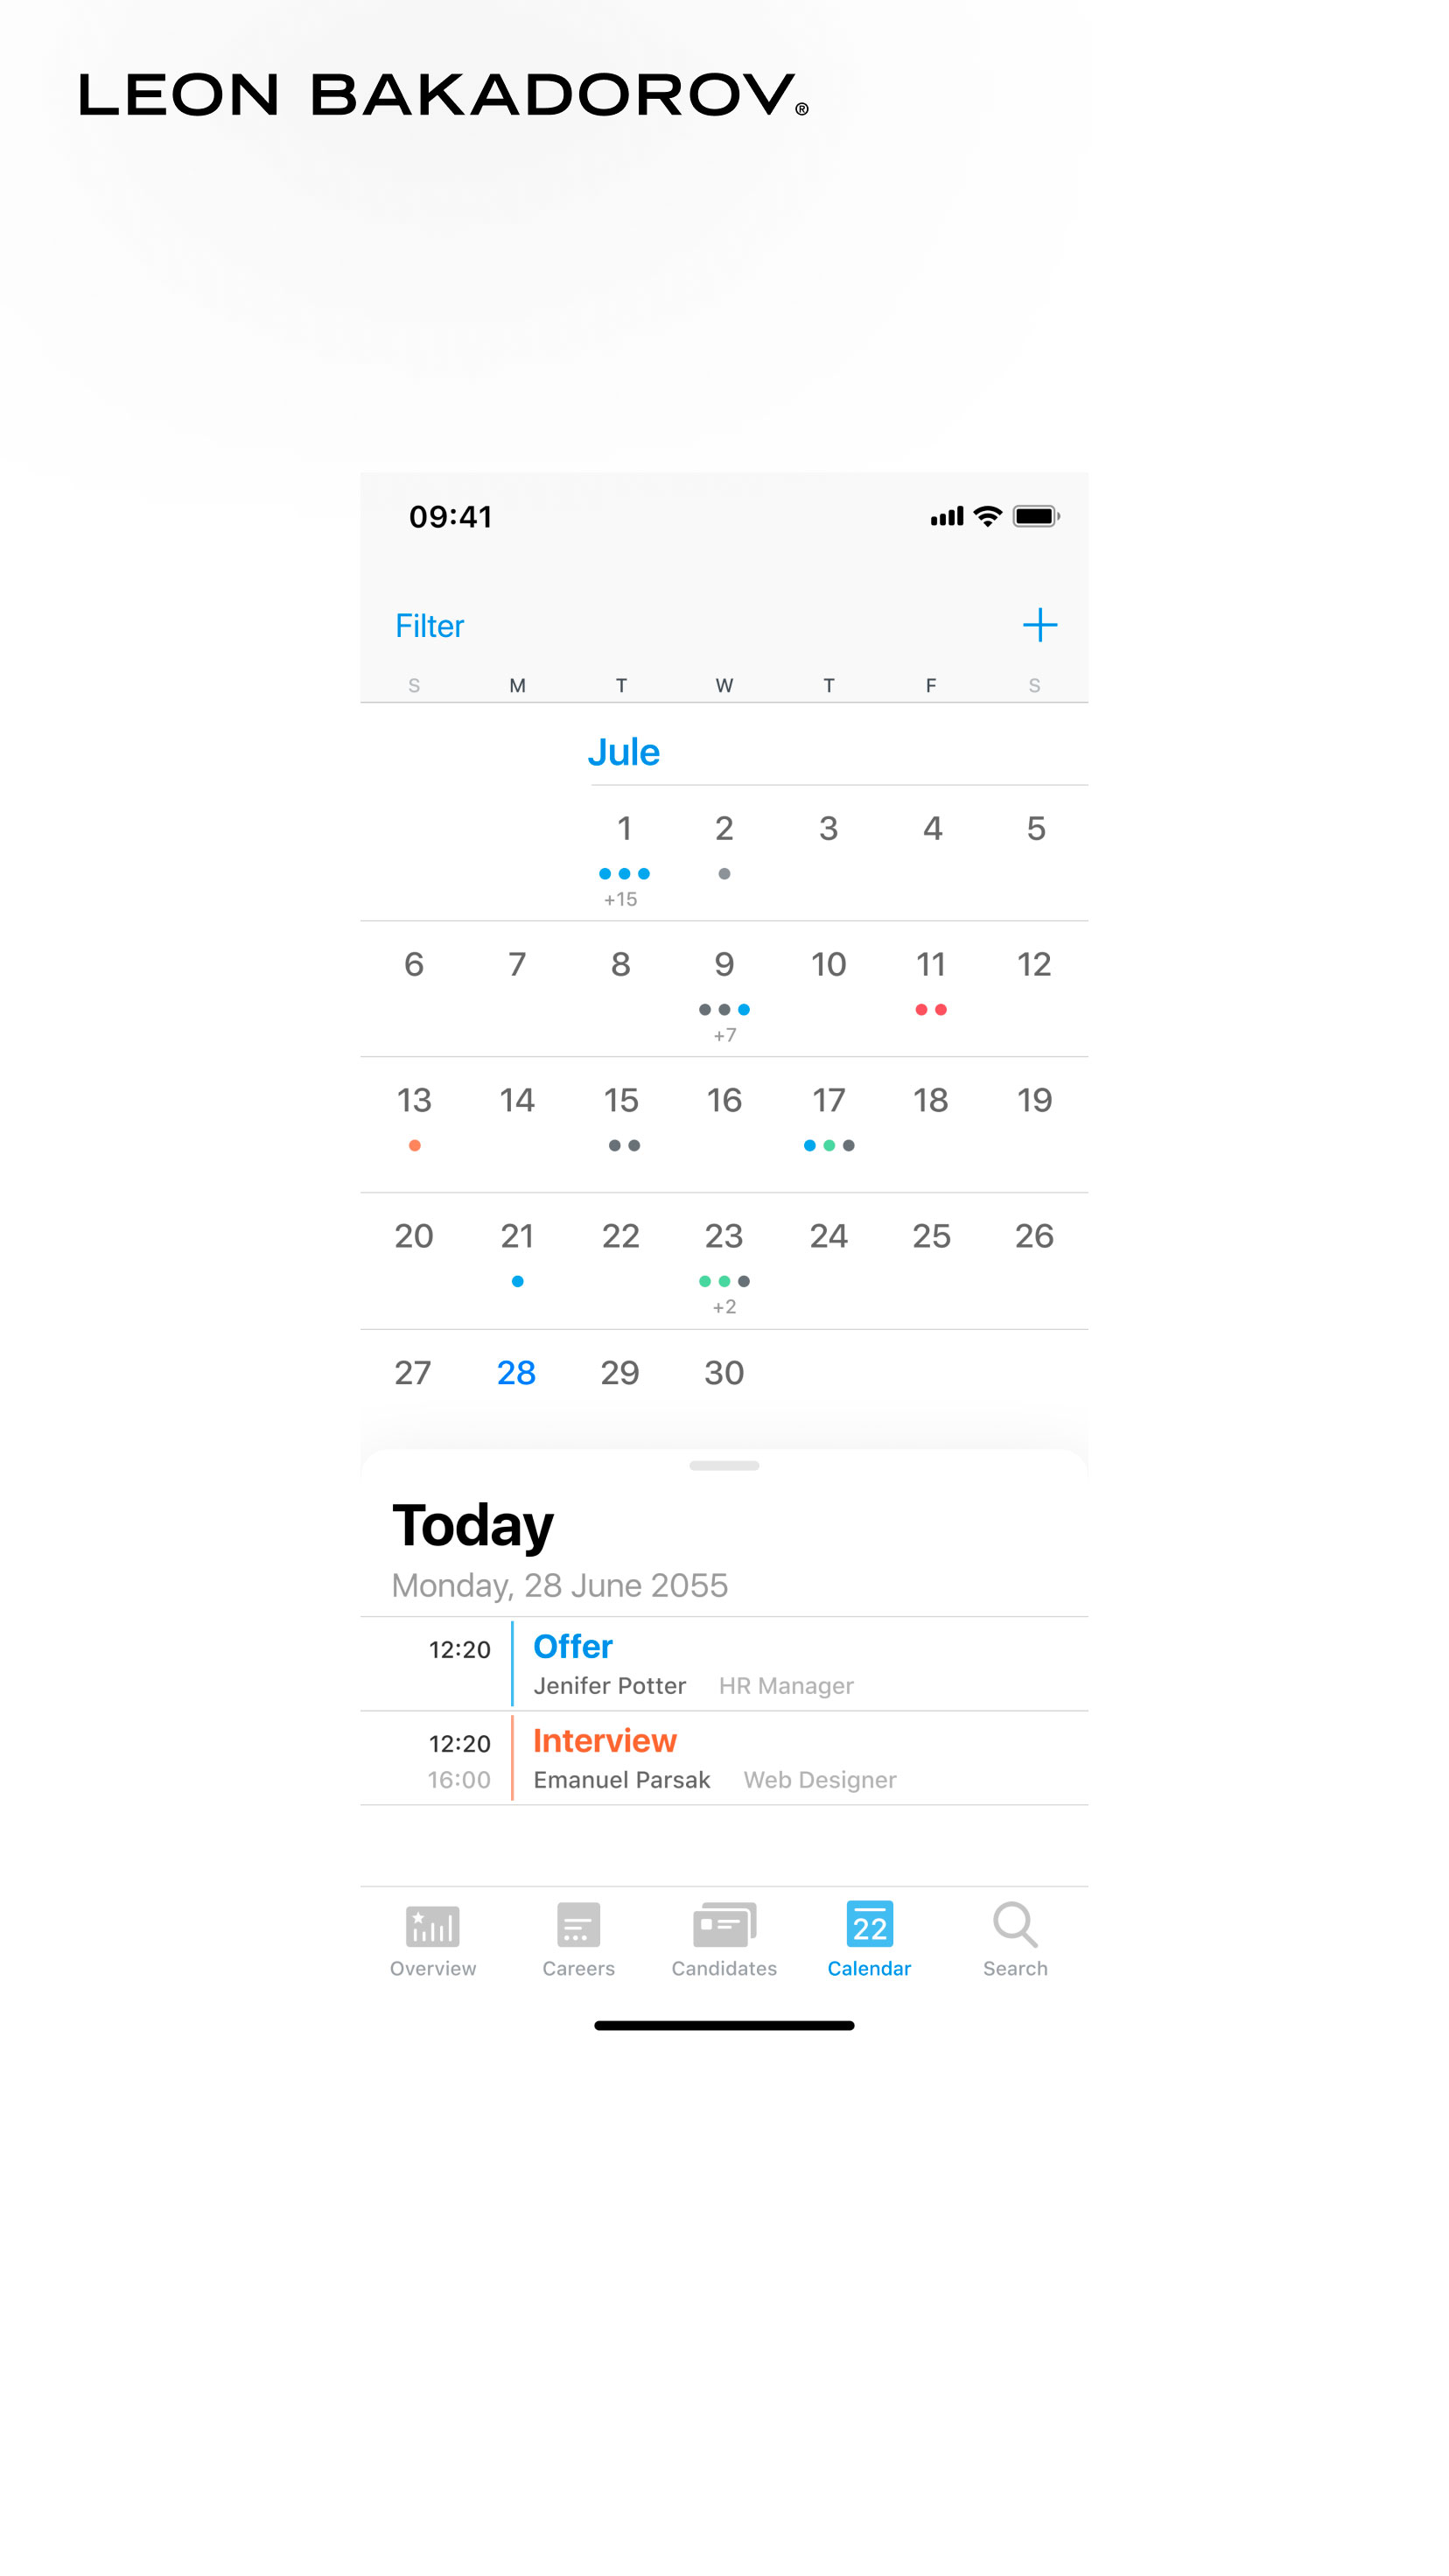 LEON BAKADOROV®
09:41
Filter +
S M T W T F S
Jule
1 2 3 4 5
+15
6 7 8 9 10 11 12
+7
13 14 15 16 17 18 19
20 21 22 23 24 25 26
+2
27 28 29 30
Today
Monday, 28 June 2055
12:20 Offer
Jenifer Potter HR Manager
12:20 Interview
16:00 Emanuel Parsak Web Designer
22
Overview Careers Candidates Calendar Search